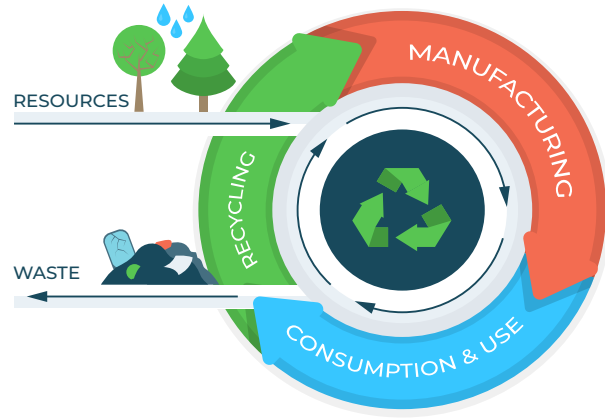 RESOURCES
MANUFACTURING
RECYCLING
WASTE
CONSUMPTION & USE